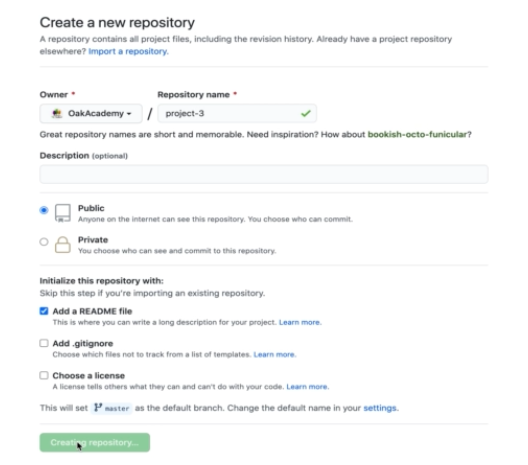 Create a new repository
A repository contains all project files, including the revision history. Already have a project repository
elsewhere? Import a repository.
Owner * Repository name *
OakAcademy / project-3
Great repository names are short and memorable. Need inspiration? How about bookish-octo-funicular?
Description (optional)
Public
Anyone on the internet can see this repository. You choose who can commit.
Private
You choose who can see and commit to this repository.
Initialize this repository with:
Skip this step if you're importing an existing repository.
Add a README file
This is where you can write a long description for your project. Learn more.
Add .gitignore
Choose which files not to track from a list of templates. Learn more.
Choose a license
A license tells others what they can and can't do with your code. Learn more.
This will set master as the default branch. Change the default name in your settings.
Creating repository...